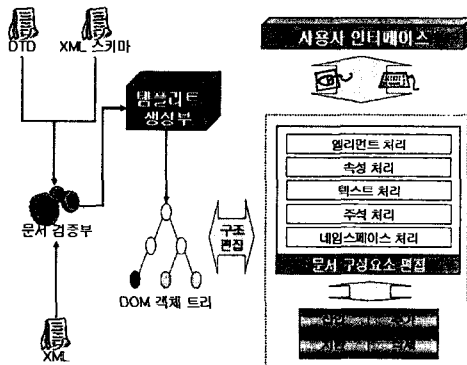 DTD
XML 스키마
템플리트
생성부
문서 검증부
XML
DOM 객체 트리
구조
편집
사용자 인터페이스
엘리먼트 처리
속성 처리
텍스트 처리
주석 처리
네임스페이스 처리
문서 구성요소 편집